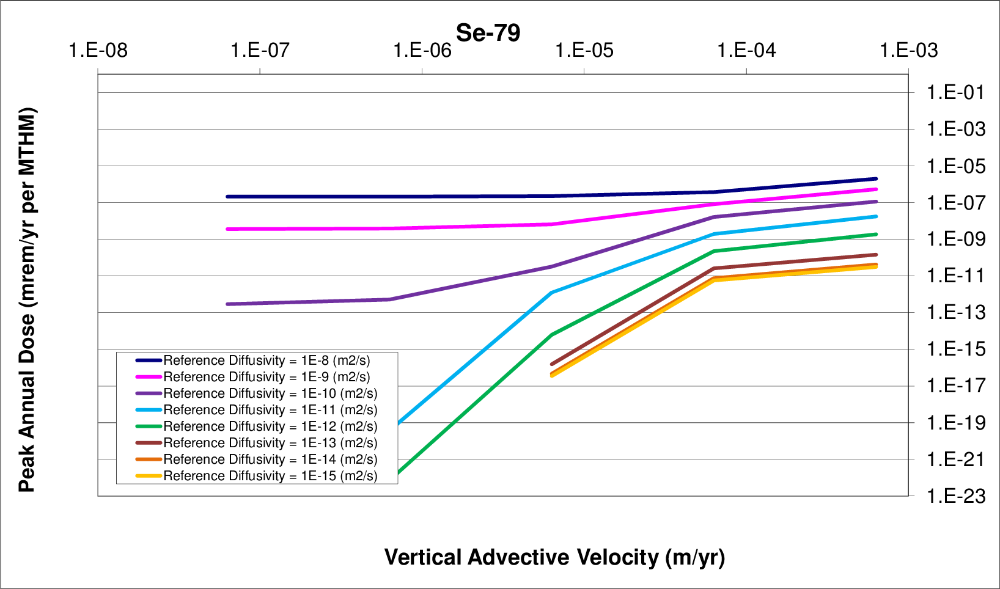 Se-79
1.E-08 1.E-07 1.E-06 1.E-05 1.E-04 1.E-03
Peak Annual Dose (mrem/yr per MTHM)
1.E-01
1.E-03
1.E-05
1.E-07
1.E-09
1.E-11
1.E-13
1.E-15
1.E-17
1.E-19
1.E-21
1.E-23
Reference Diffusivity = 1E-8 (m2/s)
Reference Diffusivity = 1E-9 (m2/s)
Reference Diffusivity = 1E-10 (m2/s)
Reference Diffusivity = 1E-11 (m2/s)
Reference Diffusivity = 1E-12 (m2/s)
Reference Diffusivity = 1E-13 (m2/s)
Reference Diffusivity = 1E-14 (m2/s)
Reference Diffusivity = 1E-15 (m2/s)
Vertical Advective Velocity (m/yr)